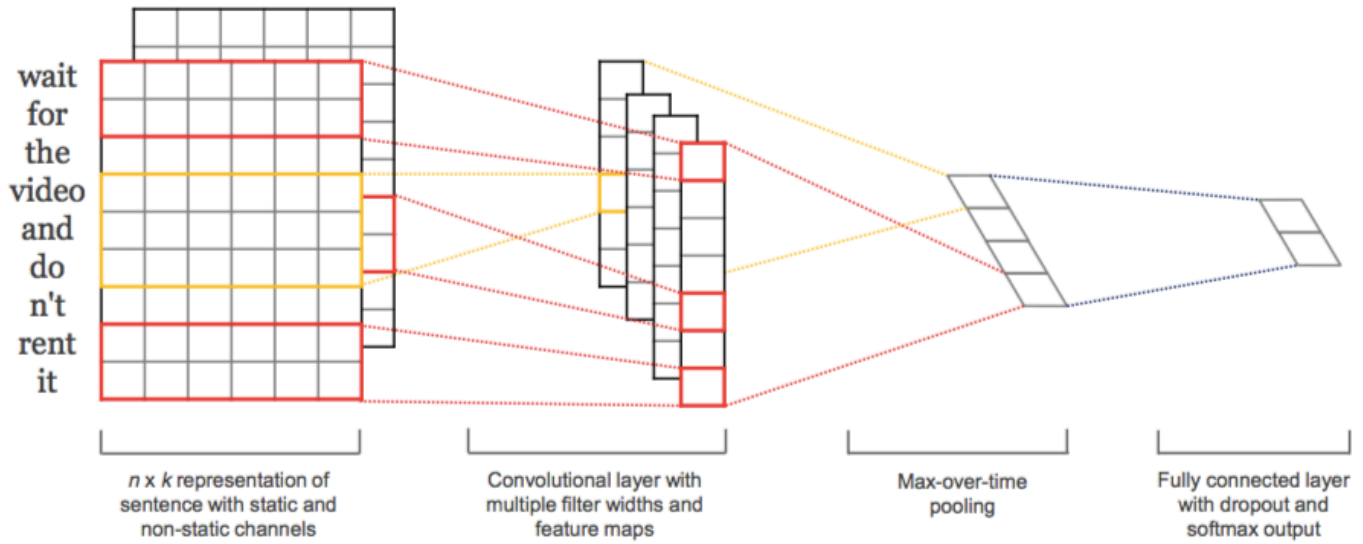 wait
for
the
video
and
do
n't
rent
it
n x k representation of
sentence with static and
non-static channels
Convolutional layer with
multiple filter widths and
feature maps
Max-over-time
pooling
Fully connected layer
with dropout and
softmax output